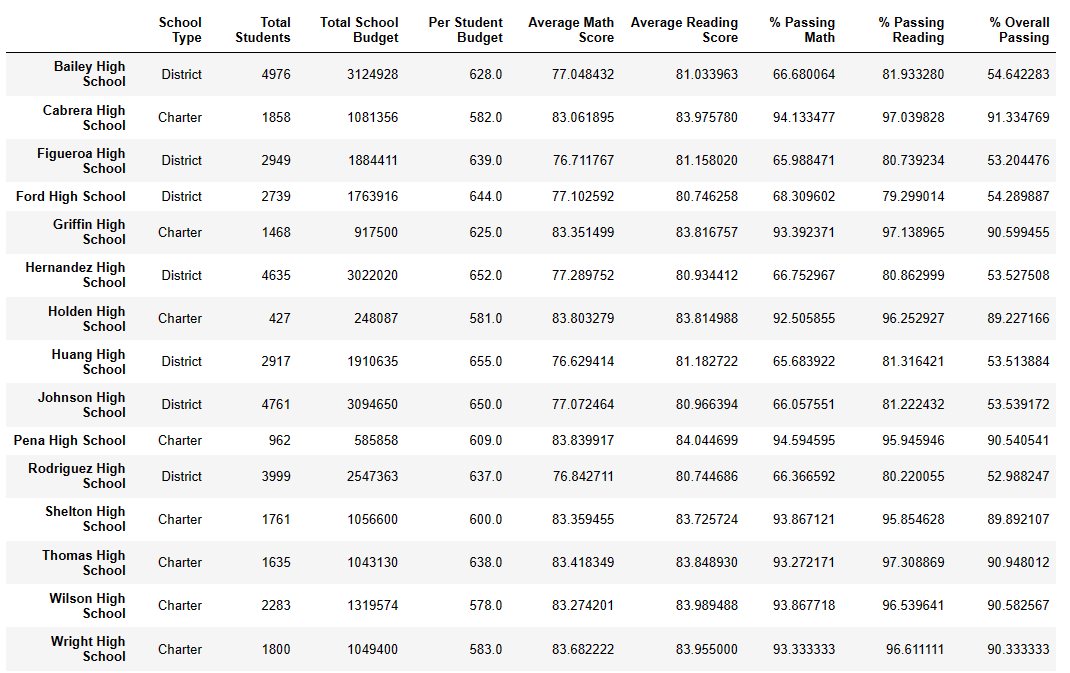 School Type Total Students Total School Budget Per Student Budget Average Math Score Average Reading Score % Passing Math % Passing Reading % Overall Passing
Bailey High School District 4976 3124928 628.0 77.048432 81.033963 66.680064 81.933280 54.642283
Cabrera High School Charter 1858 1081356 582.0 83.061895 83.975780 94.133477 97.039828 91.334769
Figueroa High School District 2949 1884411 639.0 76.711767 81.158020 65.988471 80.739234 53.204476
Ford High School District 2739 1763916 644.0 77.102592 80.746258 68.309602 79.299014 54.289887
Griffin High School Charter 1468 917500 625.0 83.351499 83.816757 93.392371 97.138965 90.599455
Hernandez High School District 4635 3022020 652.0 77.289752 80.934412 66.752967 80.862999 53.527508
Holden High School Charter 427 248087 581.0 83.803279 83.814988 92.505855 96.252927 89.227166
Huang High School District 2917 1910635 655.0 76.629414 81.182722 65.683922 81.316421 53.513884
Johnson High School District 4761 3094650 650.0 77.072464 80.966394 66.057551 81.222432 53.539172
Pena High School Charter 962 585858 609.0 83.839917 84.044699 94.594595 95.945946 90.540541
Rodriguez High School District 3999 2547363 637.0 76.842711 80.744686 66.366592 80.220055 52.988247
Shelton High School Charter 1761 1056600 600.0 83.359455 83.725724 93.867121 95.854628 89.892107
Thomas High School Charter 1635 1043130 638.0 83.418349 83.848930 93.272171 97.308869 90.948012
Wilson High School Charter 2283 1319574 578.0 83.274201 83.989488 93.867718 96.539641 90.582567
Wright High School Charter 1800 1049400 583.0 83.682222 83.955000 93.333333 96.611111 90.333333